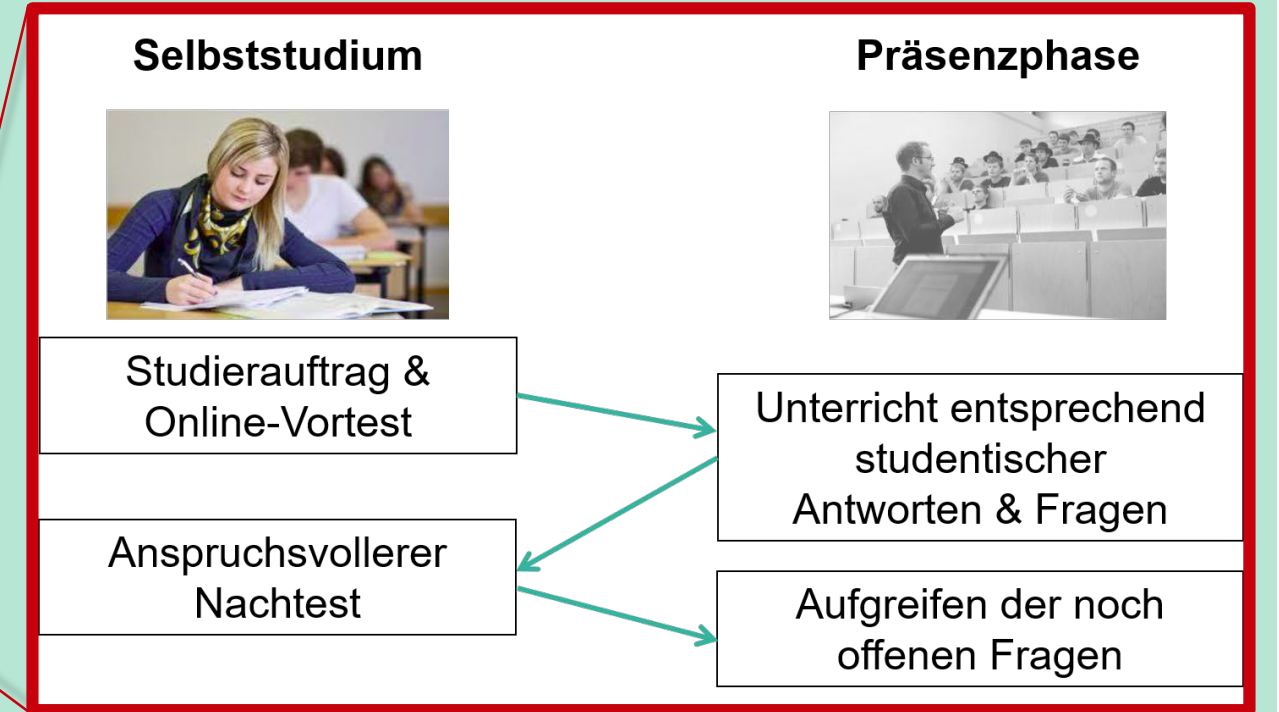 Selbststudium
Präsenzphase
Studierauftrag &
Online-Vortest
Unterricht entsprechend
studentischer
Antworten & Fragen
Anspruchsvollerer
Nachtest
Aufgreifen der noch
offenen Fragen